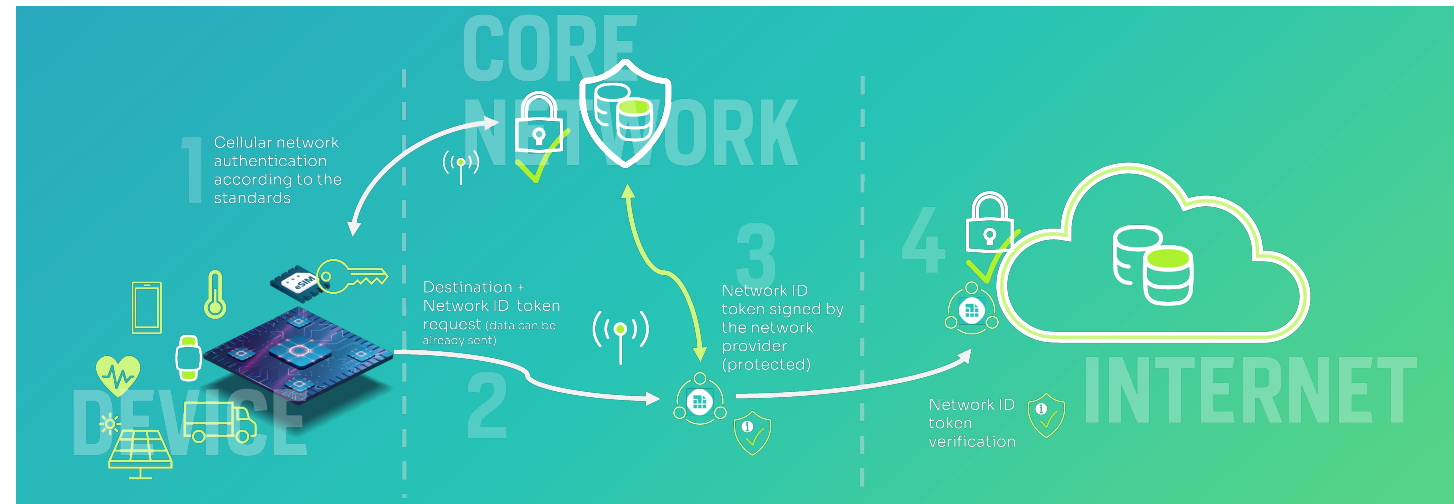 CORE
NETWORK
1
Cellular network
authentication
according to the
standards
eSIM
DEVICE
Destination +
Network ID token
request (data can be
already sent)
2
3
Network ID
token signed by
the network
provider
(protected)
1
4
Network ID
token
verification
1
INTERNET